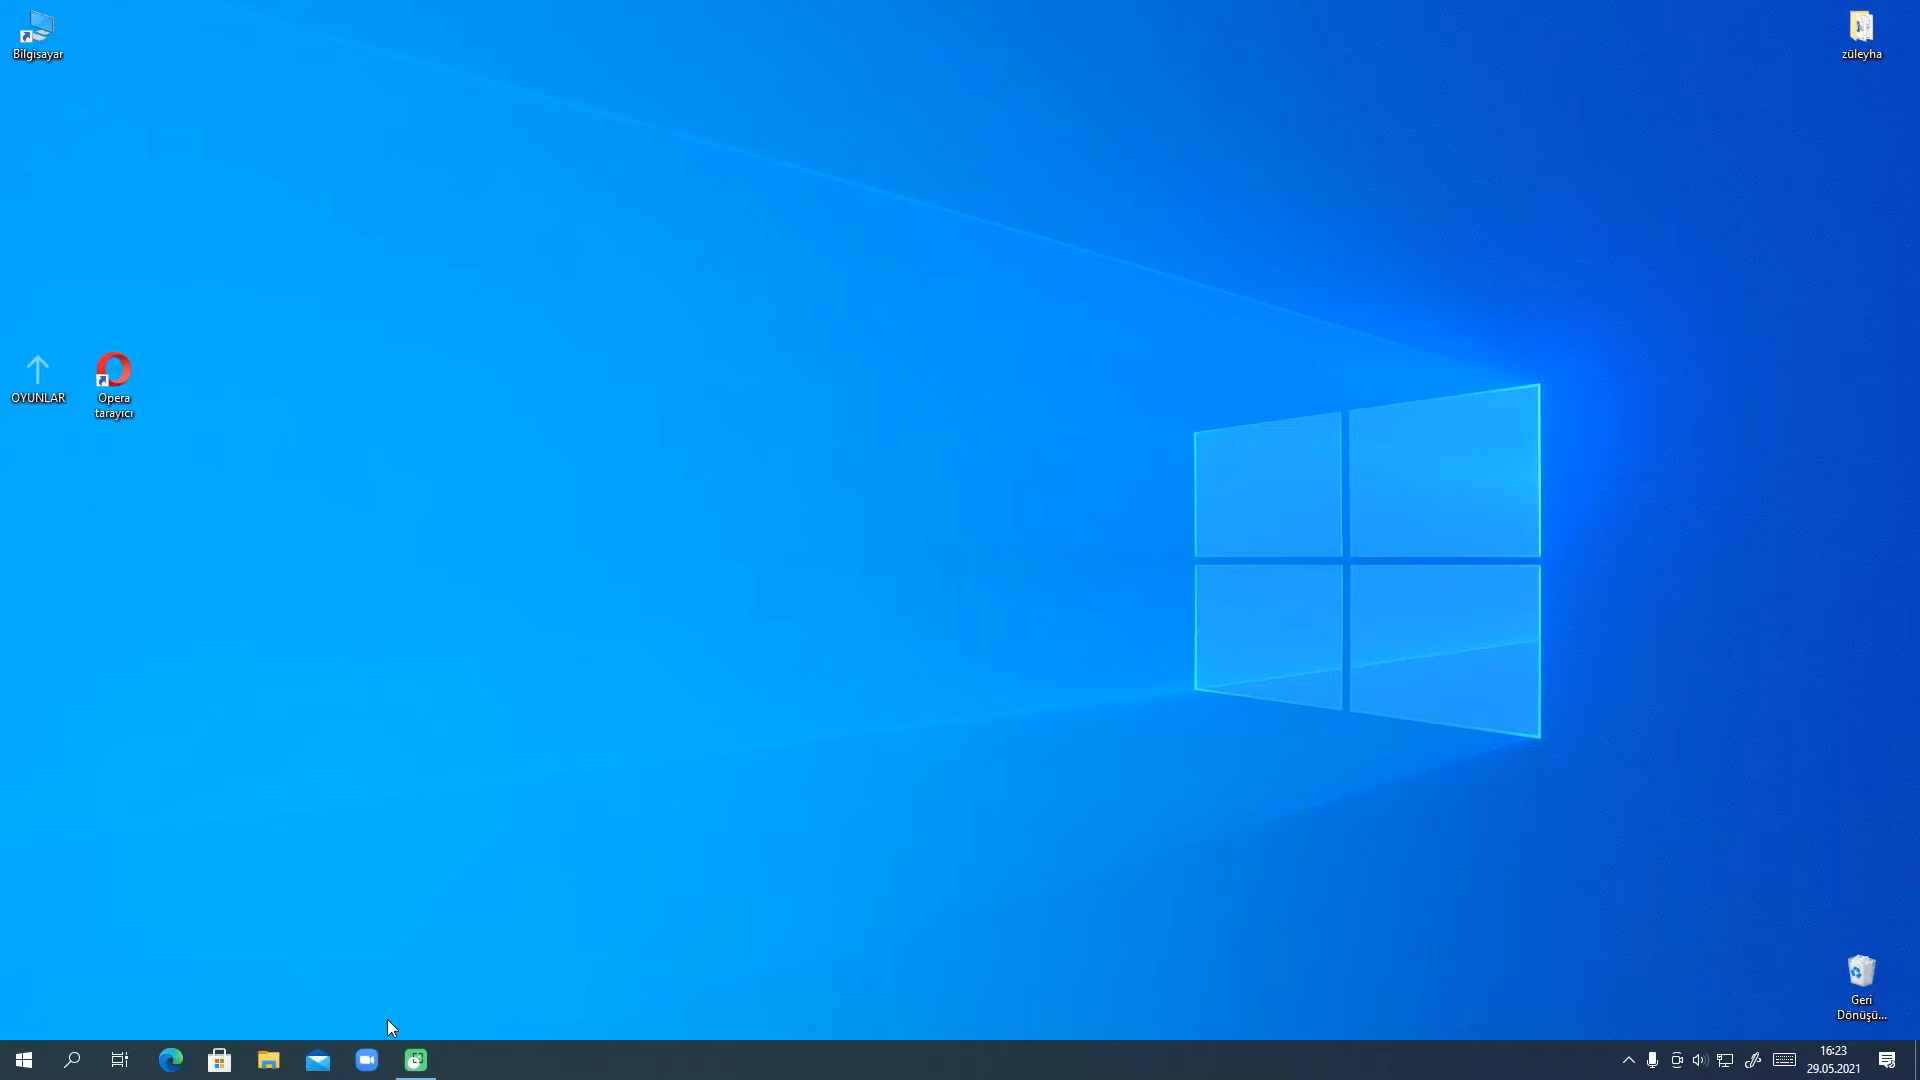 Bilgisayar
züleyha
OYUNLAR
Opera
tarayıcı
Geri
Dönüşü...
16:23
29.05.2021